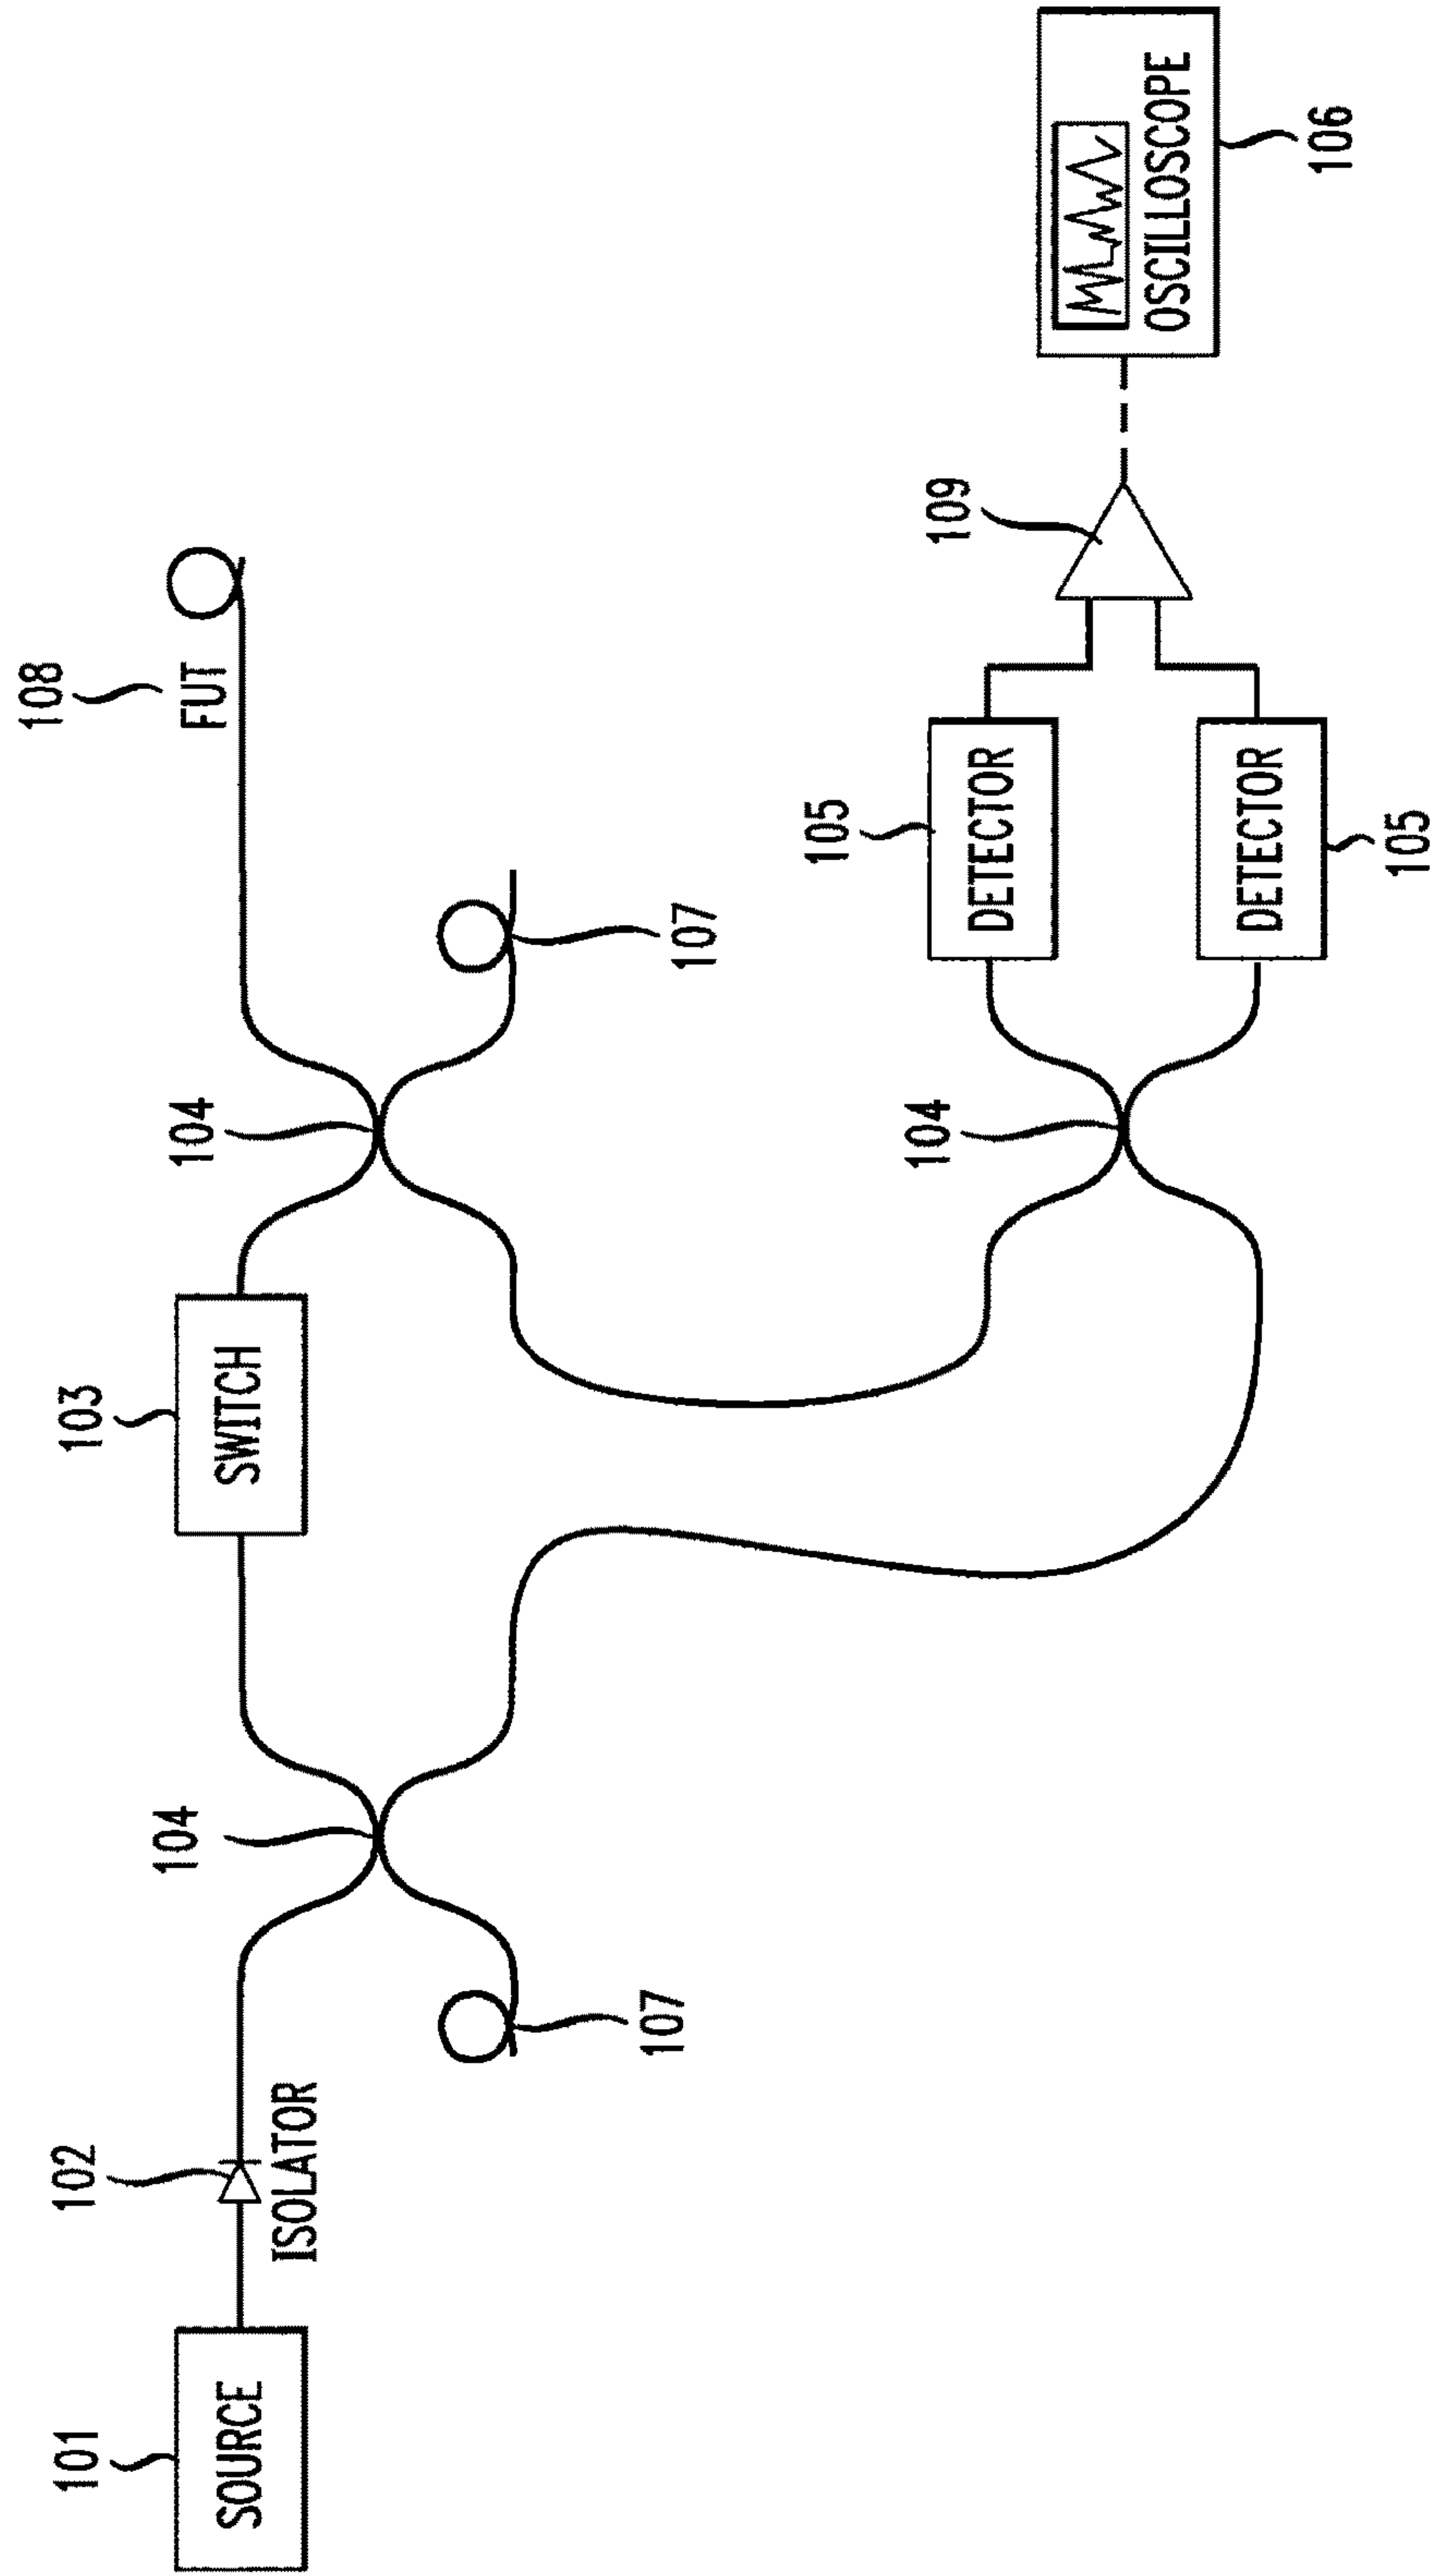 101
SOURCE
102
ISOLATOR
107
104
103
SWITCH
104
107
108
FUT
104
105
DETECTOR
DETECTOR
105
109
OSCILLOSCOPE
106